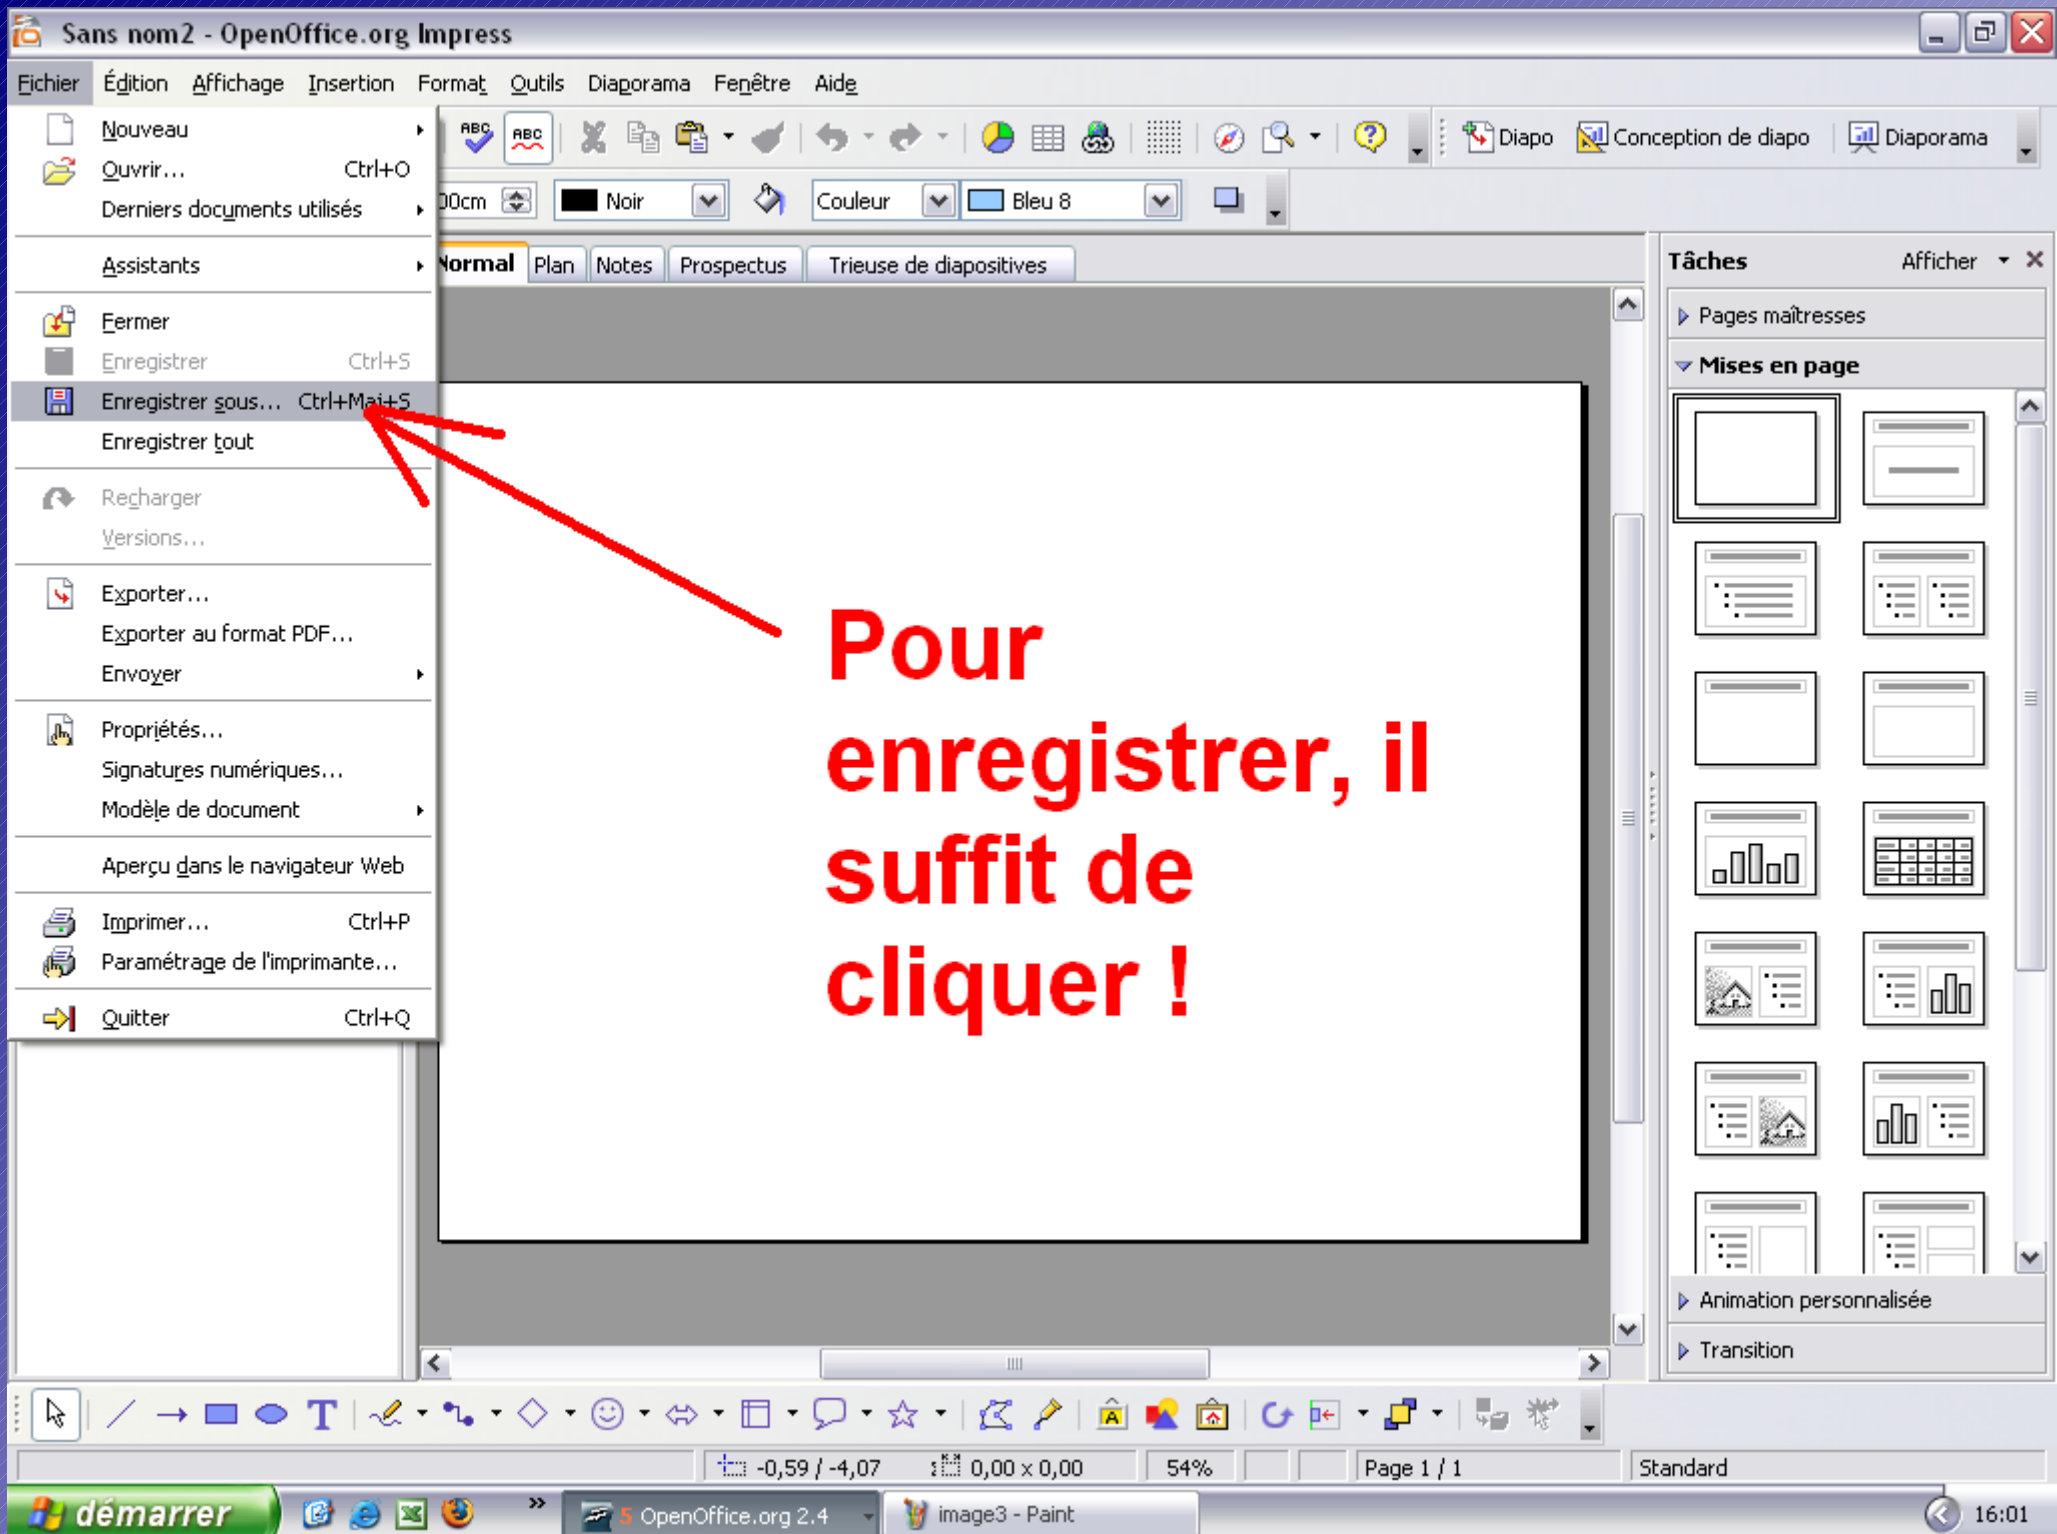 Sans nom2 - OpenOffice.org Impress
Fichier Édition Affichage Insertion Format Outils Diaporama Fenêtre Aide
Nouveau
Ouvrir... Ctrl+O
Derniers documents utilisés
Assistants
Fermer
Enregistrer Ctrl+S
Enregistrer sous... Ctrl+Maj+S
Enregistrer tout
Recharger
Versions...
Exporter...
Exporter au format PDF...
Envoyer
Propriétés...
Signatures numériques...
Modèle de document
Aperçu dans le navigateur Web
Imprimer... Ctrl+P
Paramétrage de l'imprimante...
Quitter Ctrl+Q
ABC ABC Diapo Conception de diapo Diaporama
00cm Noir Couleur Bleu 8
Normal Plan Notes Prospectus Trieuse de diapositives
Pour
enregistrer, il
suffit de
cliquer !
Tâches Afficher
Pages maîtresses
Mises en page
Animation personnalisée
Transition
-0,59 / -4,07 0,00 x 0,00 54% Page 1 / 1 Standard
démarrer » 5 OpenOffice.org 2.4 image3 - Paint 16:01